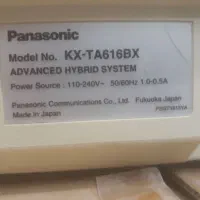 Panasonic
Model No. KX-TA616BX
ADVANCED HYBRID SYSTEM
Power Source : 110-240V~ 50/60Hz 1.0-0.5A
Panasonic Communications Co., Ltd. Fukuoka Japan
Made in Japan